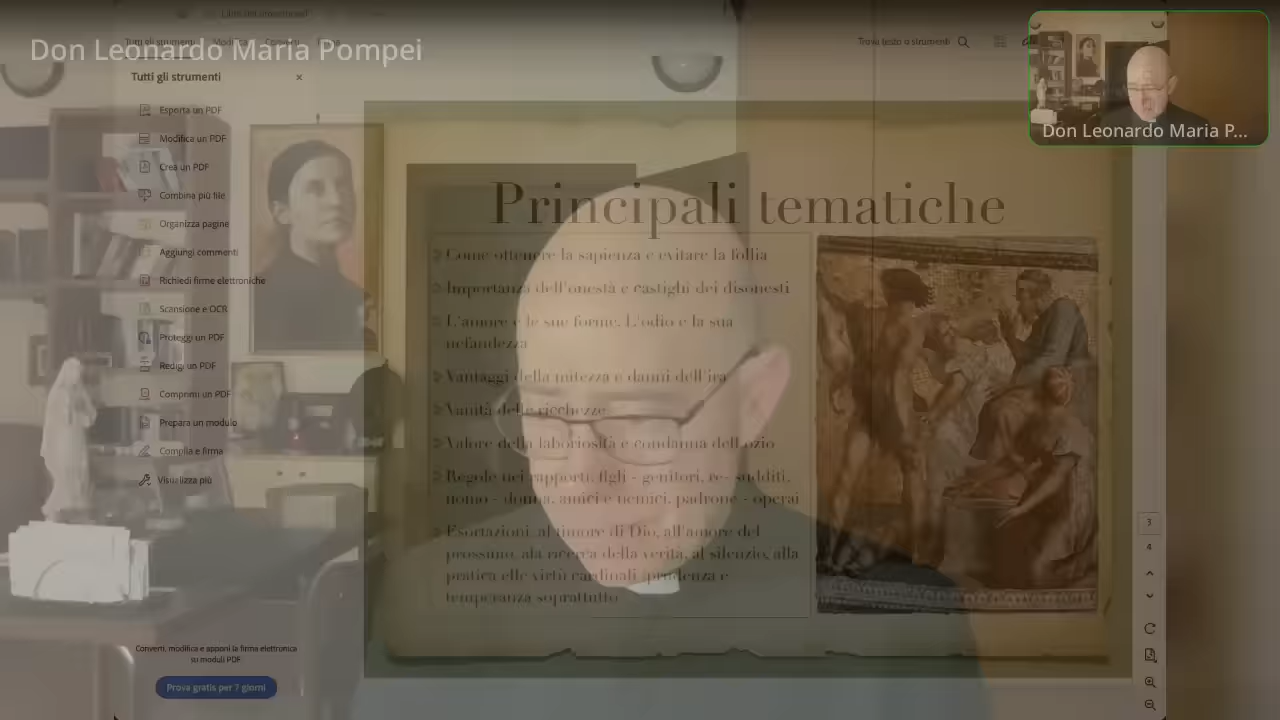 Don Leonardo Maria Pompei
Tutti gli strumenti
Trova testo o strumenti
Tutti gli strumenti
Esporta un PDF
Modifica un PDF
Crea un PDF
Combina più file
Organizza pagine
Aggiungi commenti
Richiedi firme elettroniche
Scansione e OCR
Proteggi un PDF
Redigi un PDF
Comprimi un PDF
Prepara un modulo
Compila e firma
Visualizza più
Converti, modifica e apponi la firma elettronica
su moduli PDF.
Prova gratis per 7 giorni
Principali tematiche
Come ottenere la sapienza e evitare la follia
Importanza dell'onestà e castighi dei disonesti
L'amore e le sue forme. L'odio e la sua
nefandezza
Vantaggi della mitezza e danni dell'ira
Vanità delle ricchezze
Valore della laboriosità e condanna dell'ozio
Regole nei rapporti, figli - genitori, re- sudditi,
uomo - donna, amici e nemici, padrone - operai
Esortazioni al timore di Dio, all'amore del
prossimo, ala ricerca della verità, al silenzio, alla
pratica elle virtù cardinali (prudenza e
temperanza soprattutto
Don Leonardo Maria P...
3
4